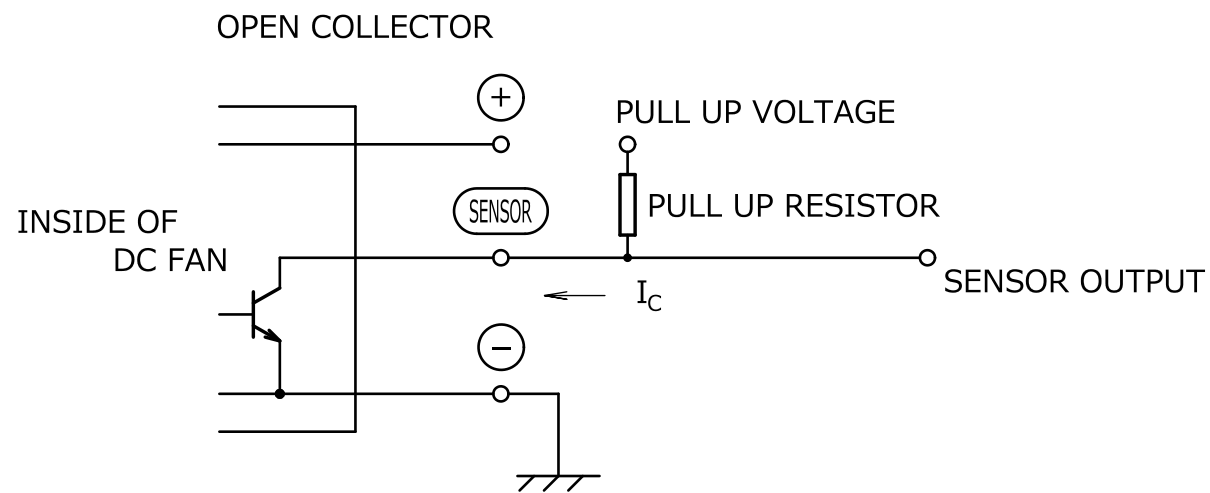 OPEN COLLECTOR
+
PULL UP VOLTAGE
SENSOR
PULL UP RESISTOR
INSIDE OF
DC FAN
SENSOR OUTPUT
IC
−